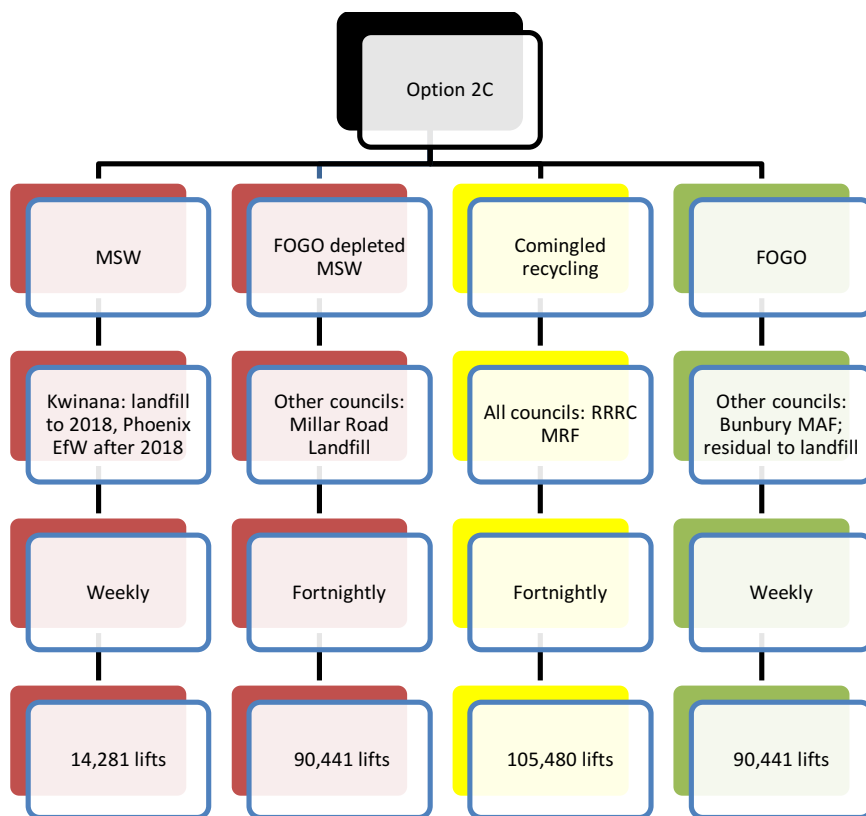 Option 2C
MSW
FOGO depleted
MSW
Comingled
recycling
FOGO
Kwinana: landfill
to 2018, Phoenix
EfW after 2018
Other councils:
Millar Road
Landfill
All councils: RRRC
MRF
Other councils:
Bunbury MAF;
residual to landfill
Weekly
Fortnightly
Fortnightly
Weekly
14,281 lifts
90,441 lifts
105,480 lifts
90,441 lifts